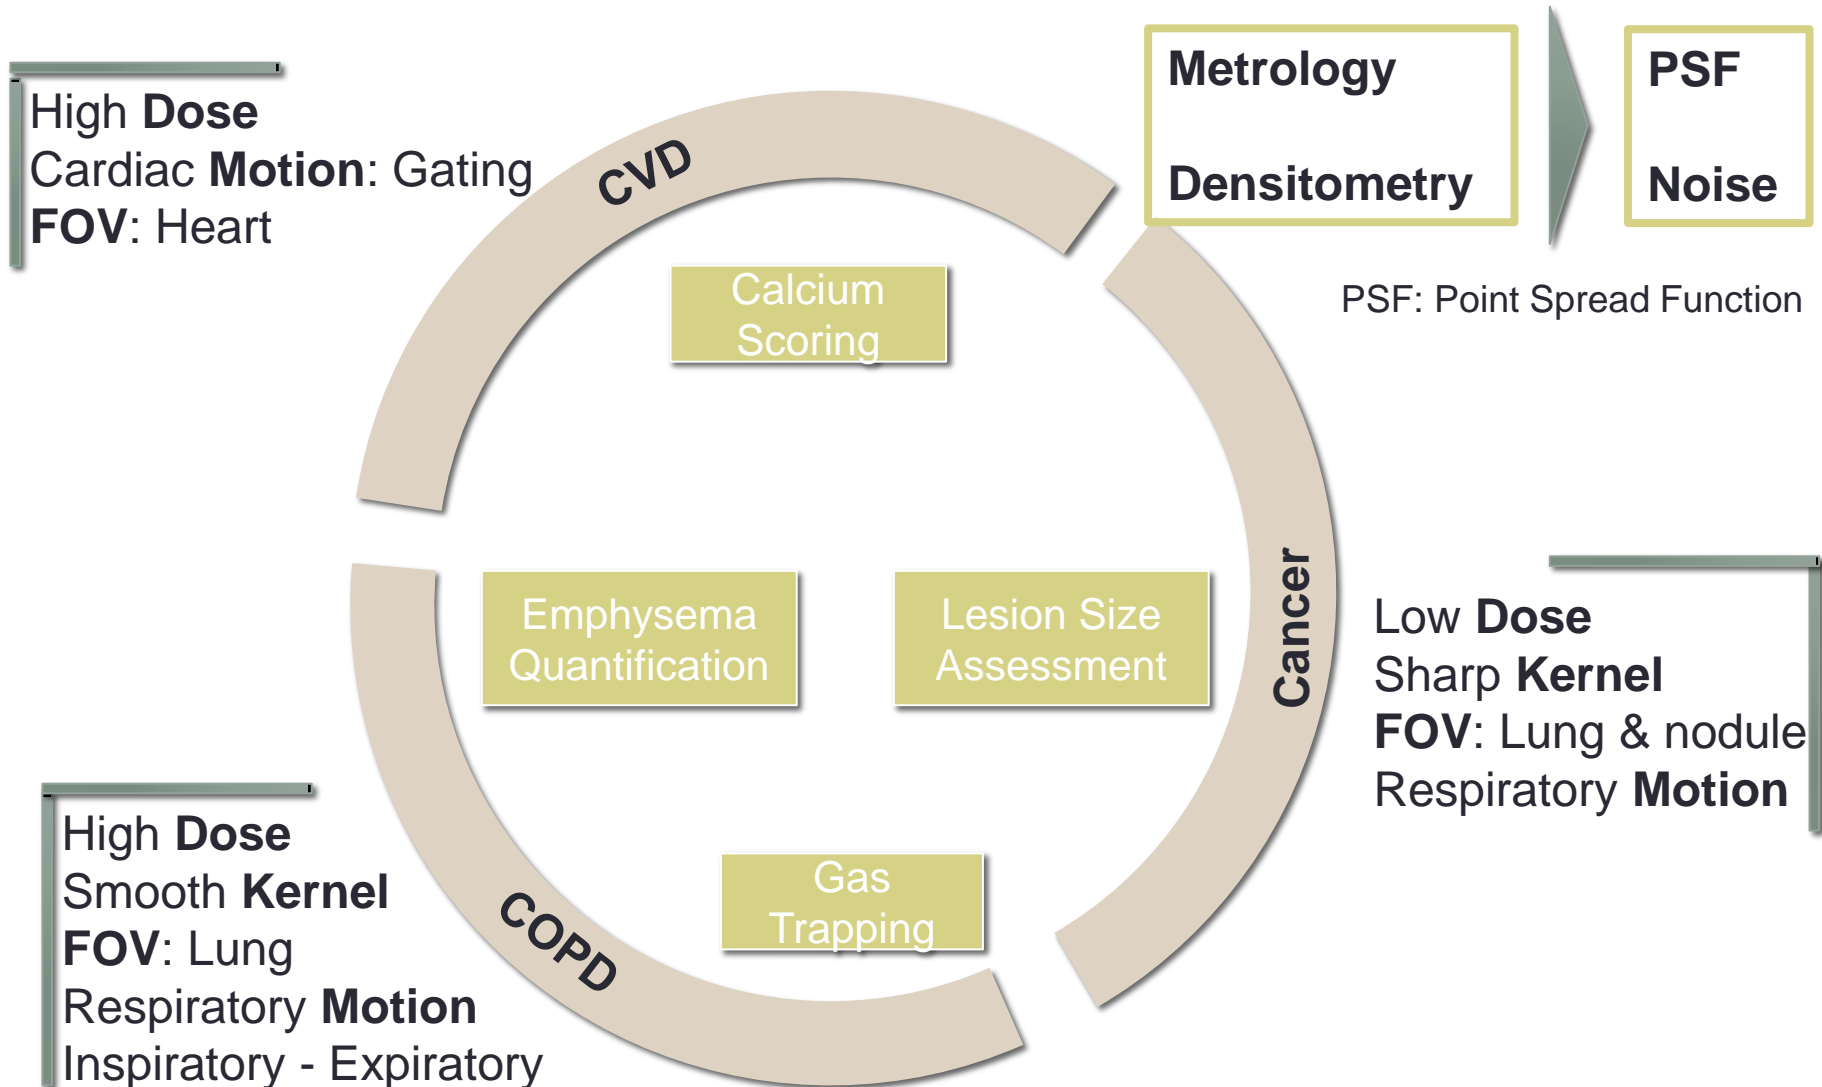 High Dose
Cardiac Motion: Gating
FOV: Heart
CVD
Metrology
Densitometry
PSF
Noise
PSF: Point Spread Function
Calcium
Scoring
Emphysema
Quantification
Lesion Size
Assessment
Cancer
Low Dose
Sharp Kernel
FOV: Lung & nodule
Respiratory Motion
Gas
Trapping
COPD
High Dose
Smooth Kernel
FOV: Lung
Respiratory Motion
Inspiratory - Expiratory